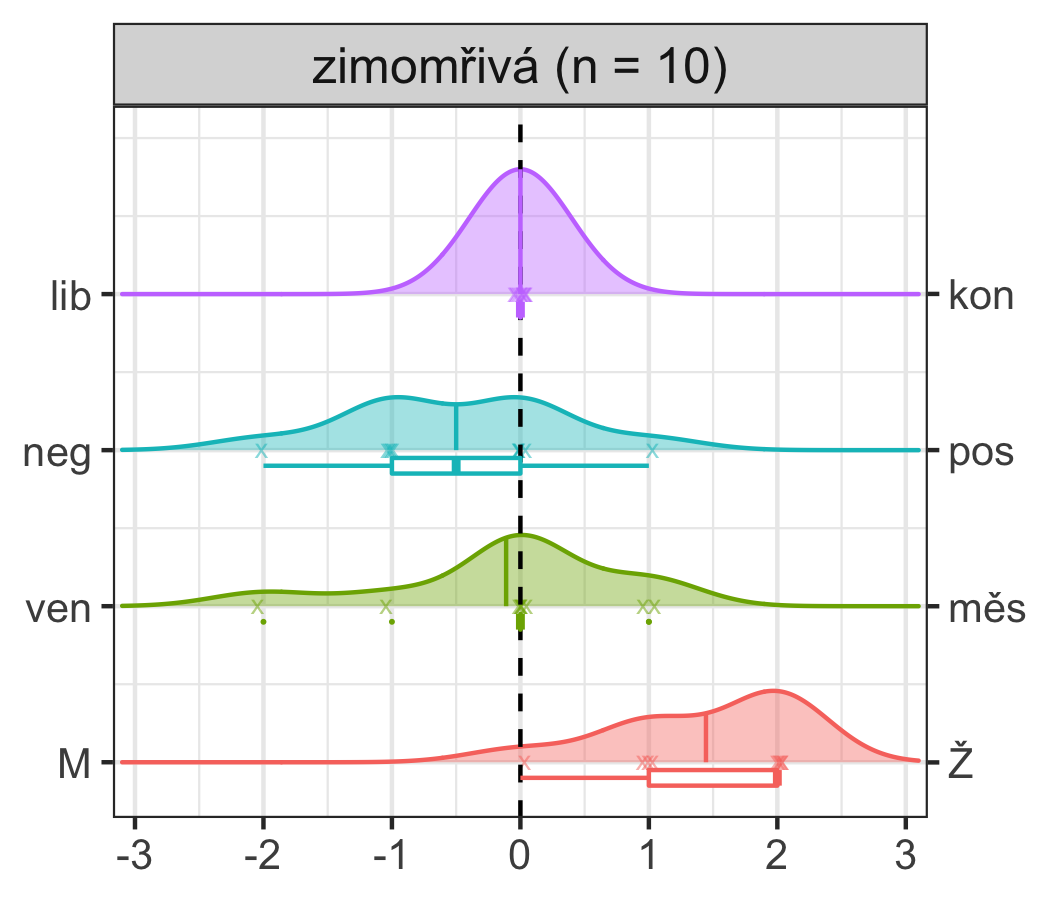 zimomřivá (n = 10)
lib kon
neg pos
ven měs
M Ž
-3 -2 -1 0 1 2 3